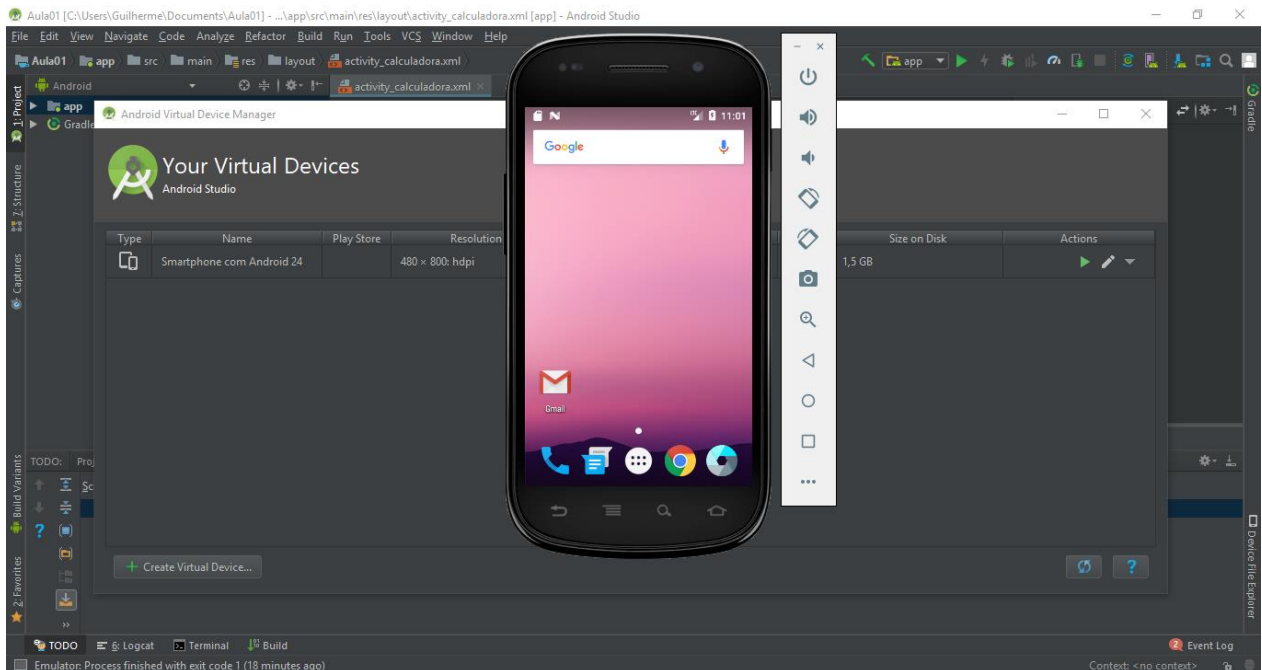 Aula01 [C:\Users\Guilherme\Documents\Aula01] - ...\app\src\main\res\layout\activity_calculadora.xml [app] - Android Studio
File Edit View Navigate Code Analyze Refactor Build Run Tools VCS Window Help
Aula01 app src main res layout activity_calculadora.xml
app
Android
activity_calculadora.xml
1: Project
app
Gradle
Android Virtual Device Manager
Your Virtual Devices
Android Studio
Type Name Play Store Resolution Size on Disk Actions
Smartphone com Android 24 480 × 800: hdpi 1,5 GB
N
11:01
Google
Gmail
Z: Structure
Captures
Build Variants
2: Favorites
Gradle
Device File Explorer
TODO: Proj
Sc
Create Virtual Device...
?
?
TODO 6: Logcat Terminal Build
2 Event Log
Emulator: Process finished with exit code 1 (18 minutes ago)
Context: <no context>